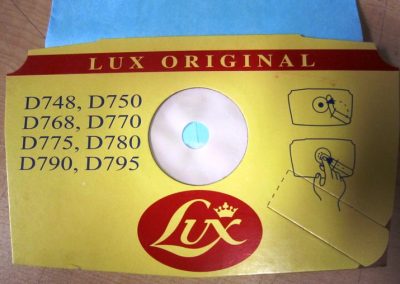 LUX ORIGINAL
D748, D750
D768, D770
D775, D780
D790, D795
Lux